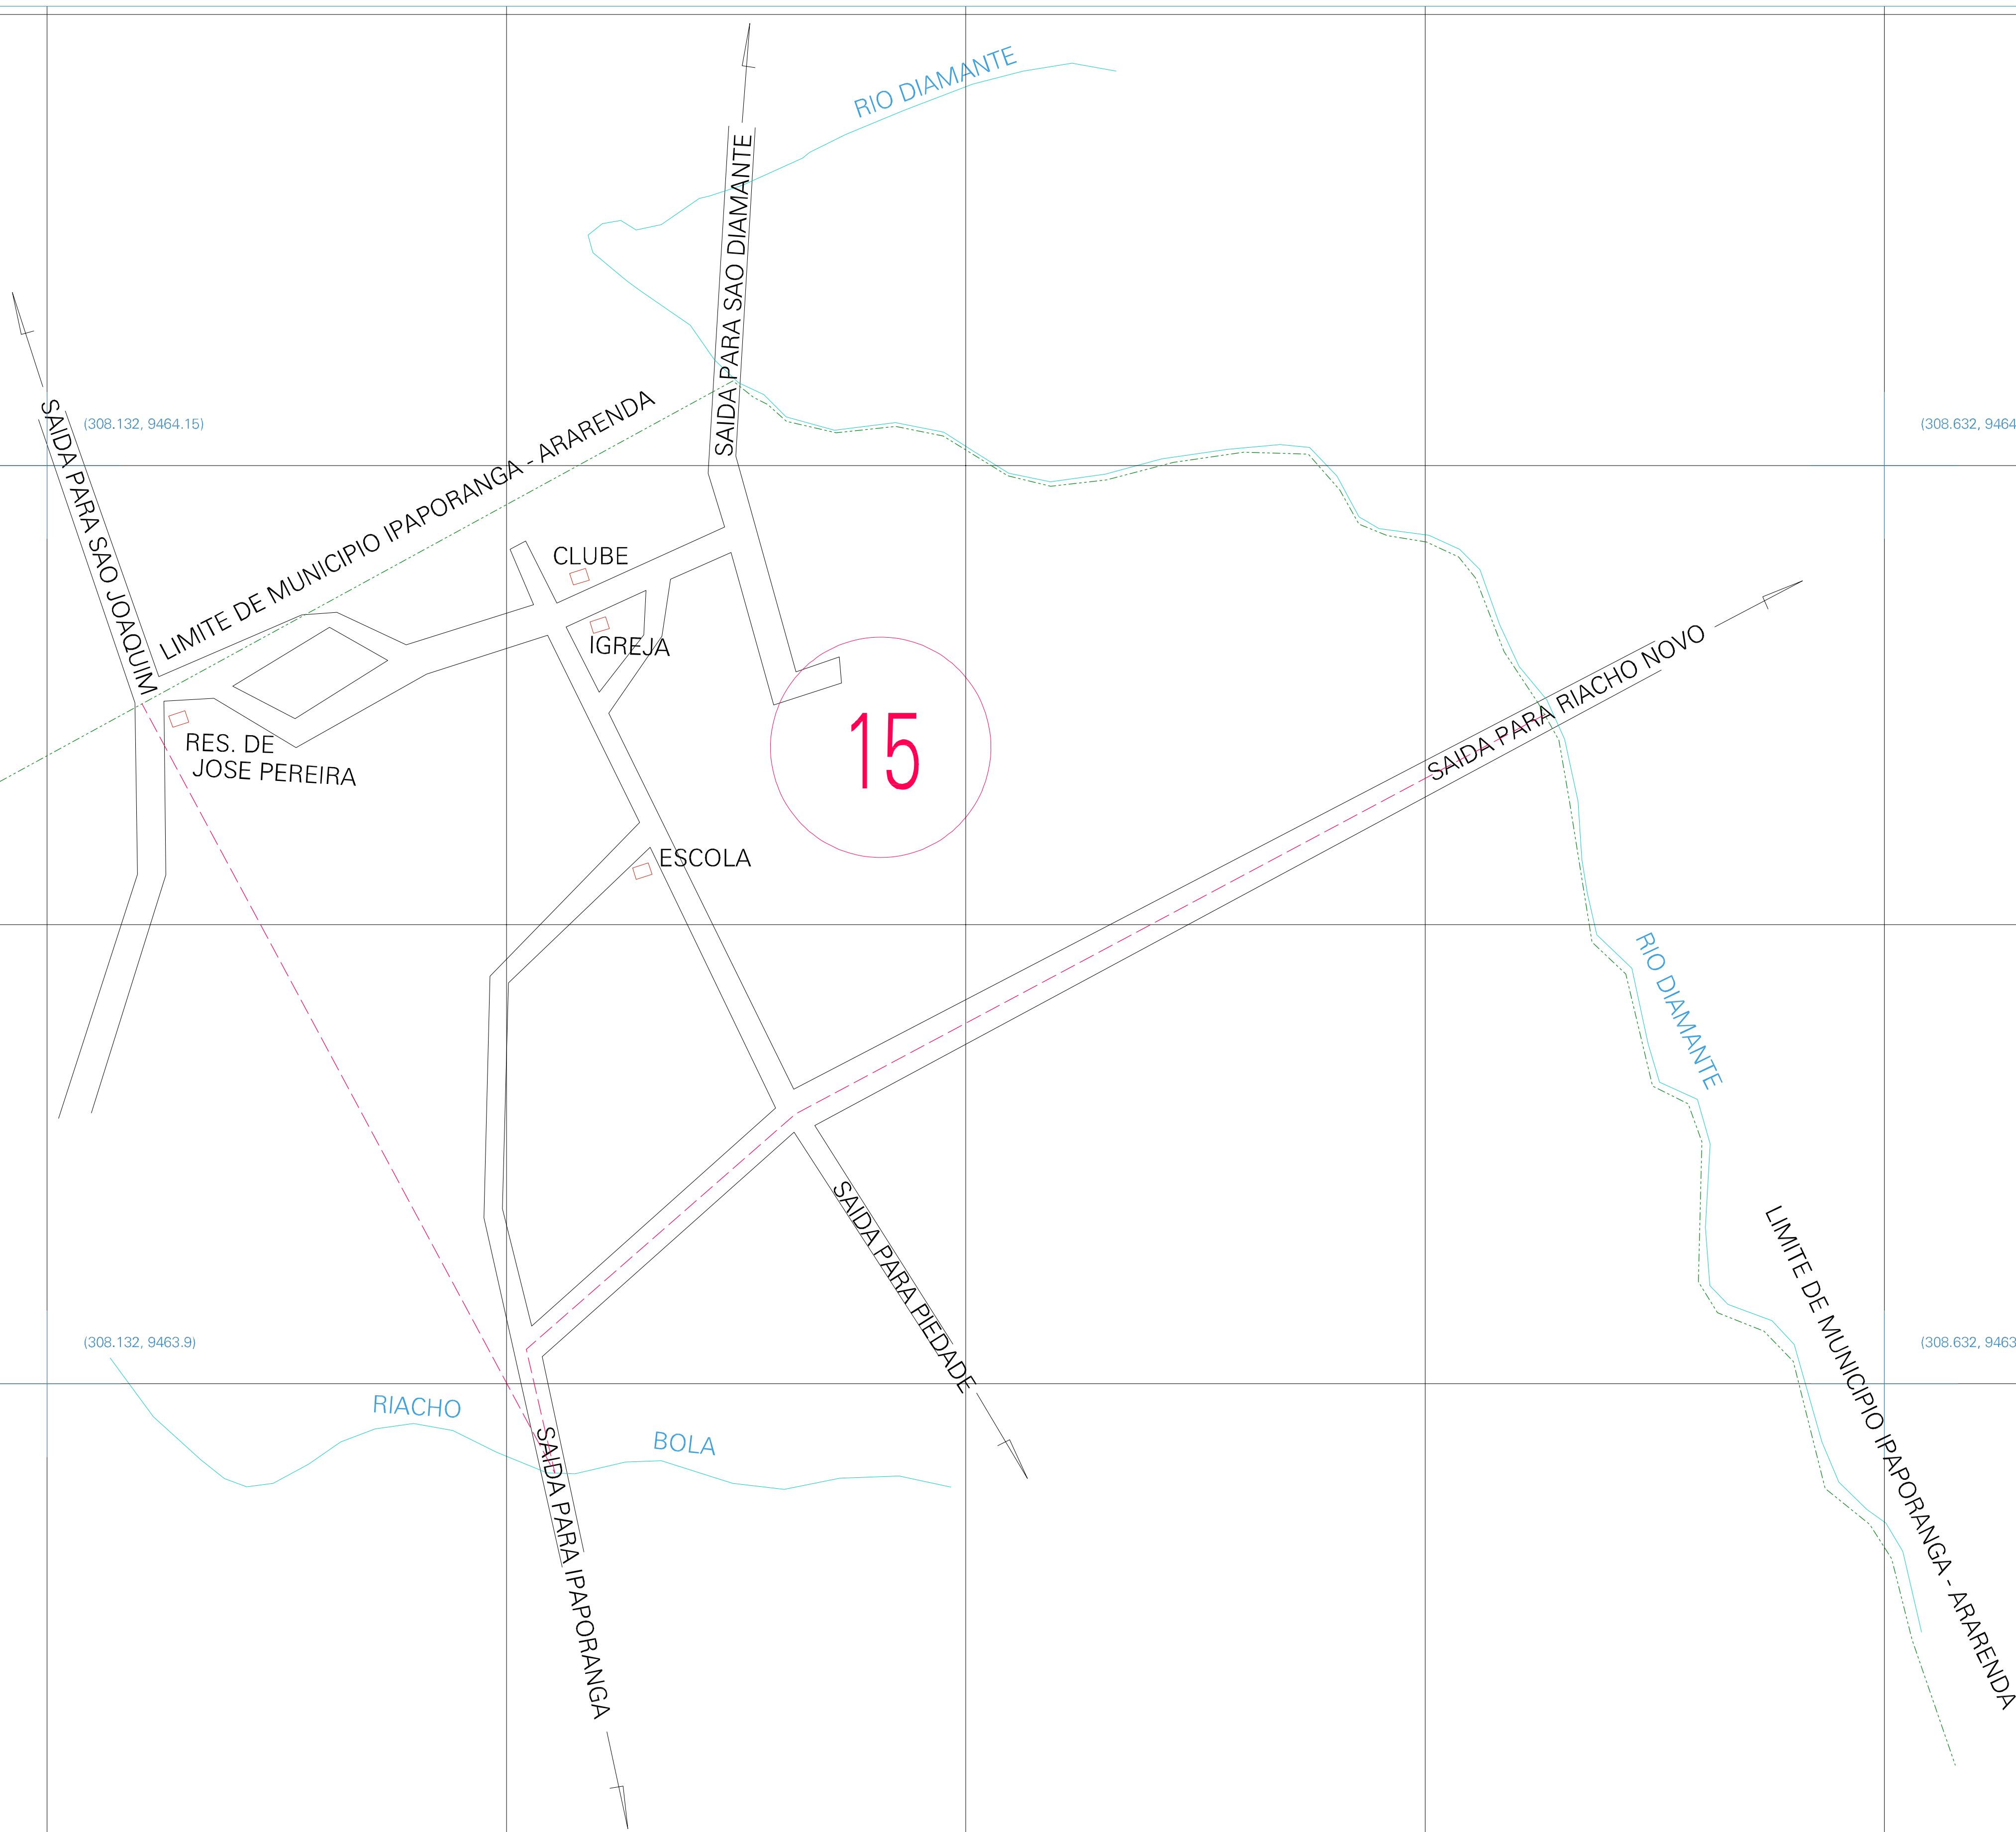 RIO DIAMANTE
SAIDA PARA SAO DIAMANTE
(308.132, 9464.15)
(308.632, 9464
SAIDA PARA SAO JOAQUIM
LIMITE DE MUNICIPIO IPAPORANGA - ARARENDA
CLUBE
IGREJA
RES. DE
JOSE PEREIRA
15
SAIDA PARA RIACHO NOVO
ESCOLA
RIO DIAMANTE
SAIDA PARA PIEDADE
LIMITE DE MUNICIPIO IPAPORANGA - ARARENDA
(308.132, 9463.9)
(308.632, 9463
RIACHO
BOLA
SAIDA PARA IPAPORANGA